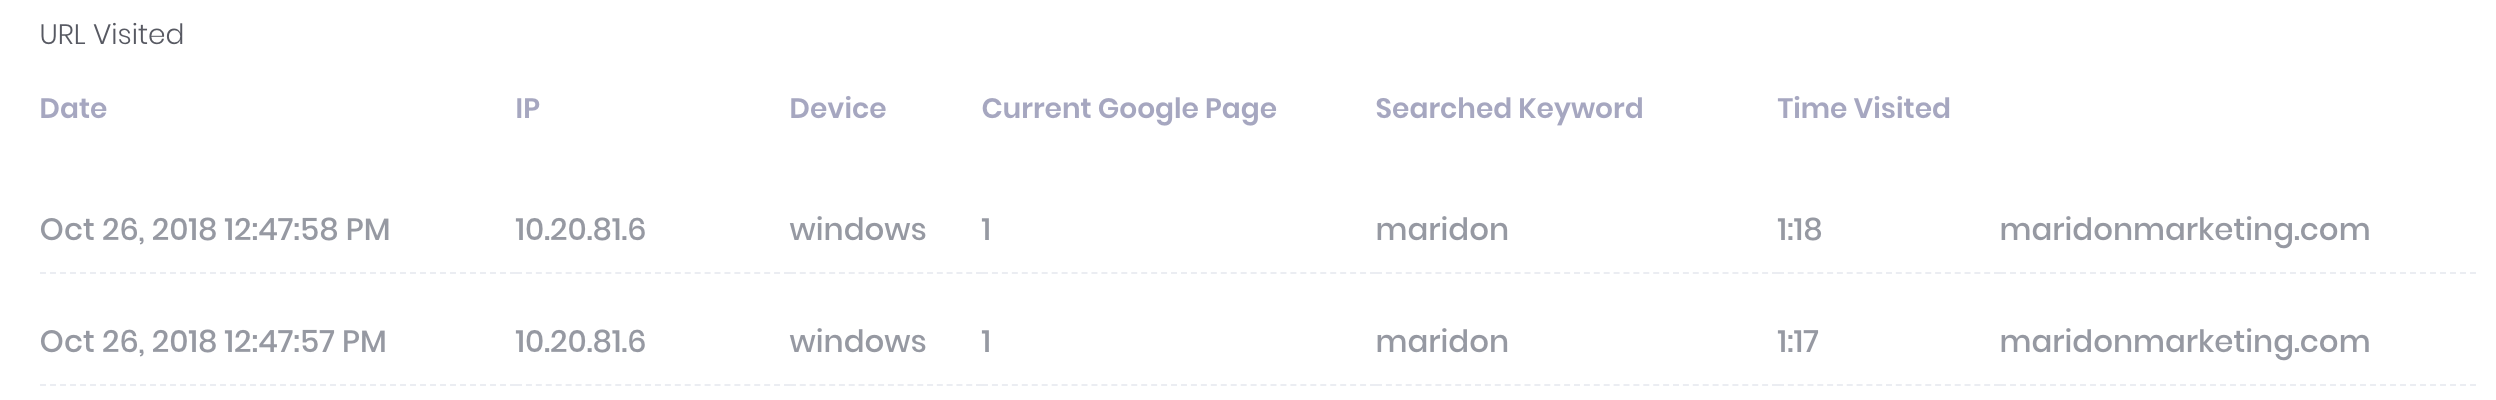 URL Visited
Date IP Device Current Google Page Searched Keyword Time Visited
Oct 26, 2018 12:47:58 PM 10.20.81.6 windows 1 maridon 1:18 maridonmarketing.com
Oct 26, 2018 12:47:57 PM 10.20.81.6 windows 1 maridon 1:17 maridonmarketing.com